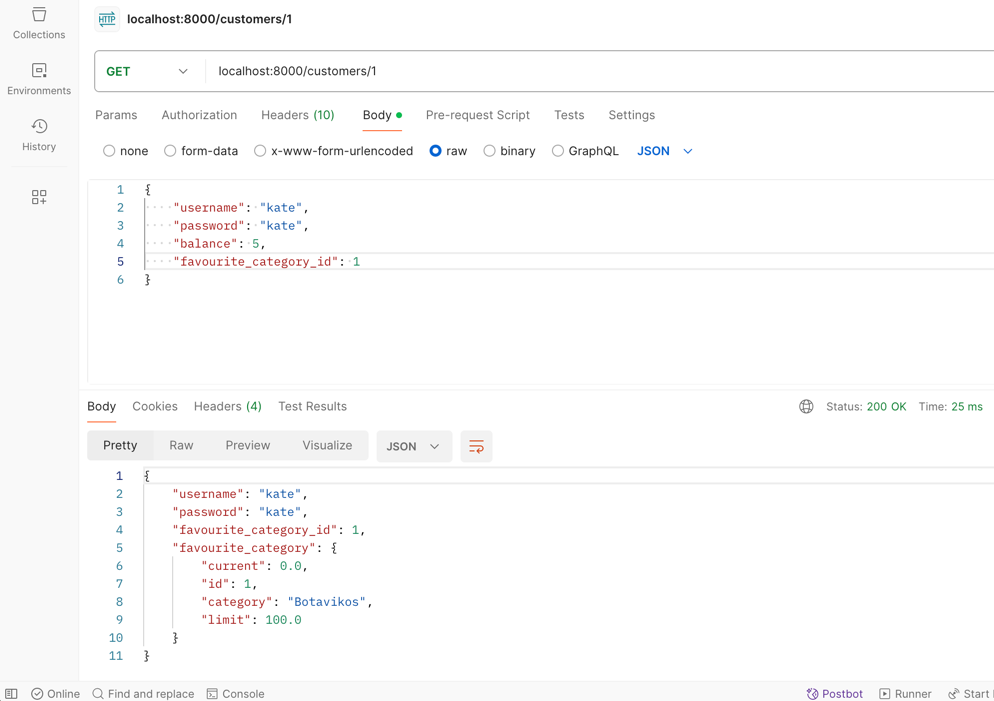 Collections
Environments
History
HTTP localhost:8000/customers/1
GET localhost:8000/customers/1
Params Authorization Headers (10) Body Pre-request Script Tests Settings
none form-data x-www-form-urlencoded raw binary GraphQL JSON
1 {
2 ····"username":·"kate",
3 ····"password":·"kate",
4 ····"balance":·5,
5 ····"favourite_category_id":·1
6 }
Body Cookies Headers (4) Test Results Status: 200 OK Time: 25 ms
Pretty Raw Preview Visualize JSON
1 {
2 "username": "kate",
3 "password": "kate",
4 "favourite_category_id": 1,
5 "favourite_category": {
6 "current": 0.0,
7 "id": 1,
8 "category": "Botavikos",
9 "limit": 100.0
10 }
11 }
Online Find and replace Console Postbot Runner Start